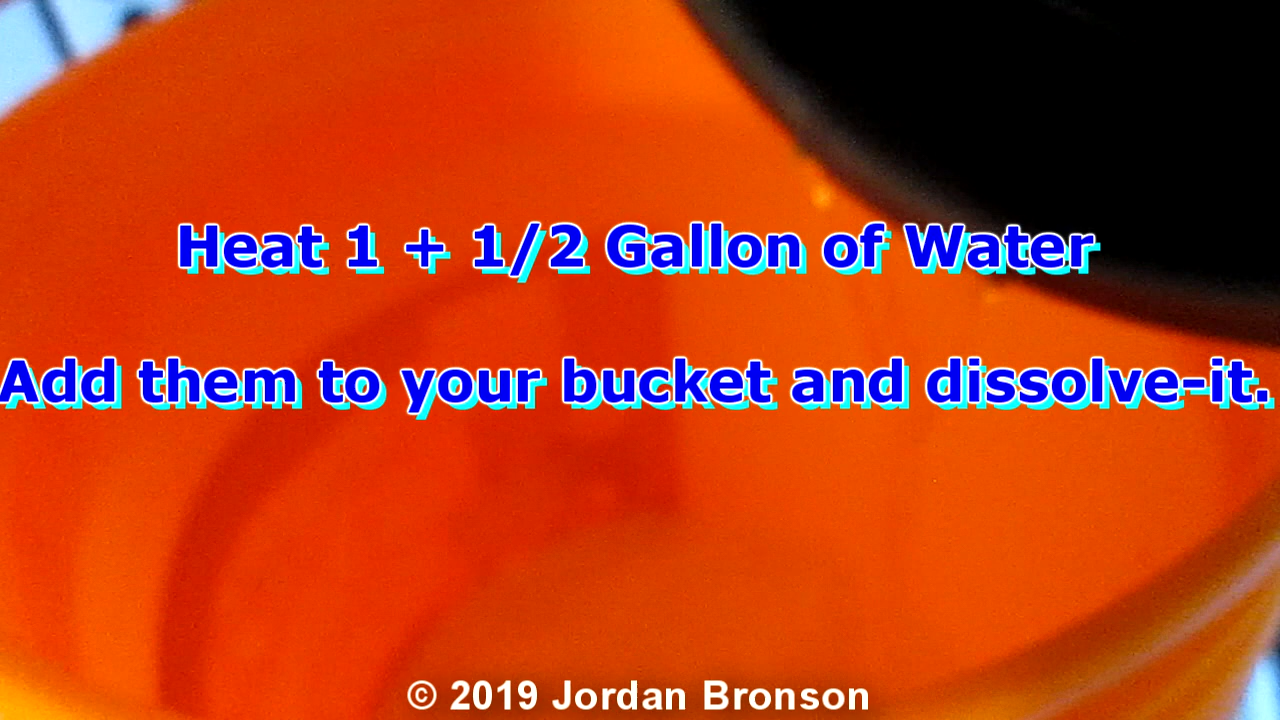 Heat 1 + 1/2 Gallon of Water
Add them to your bucket and dissolve-it.
© 2019 Jordan Bronson